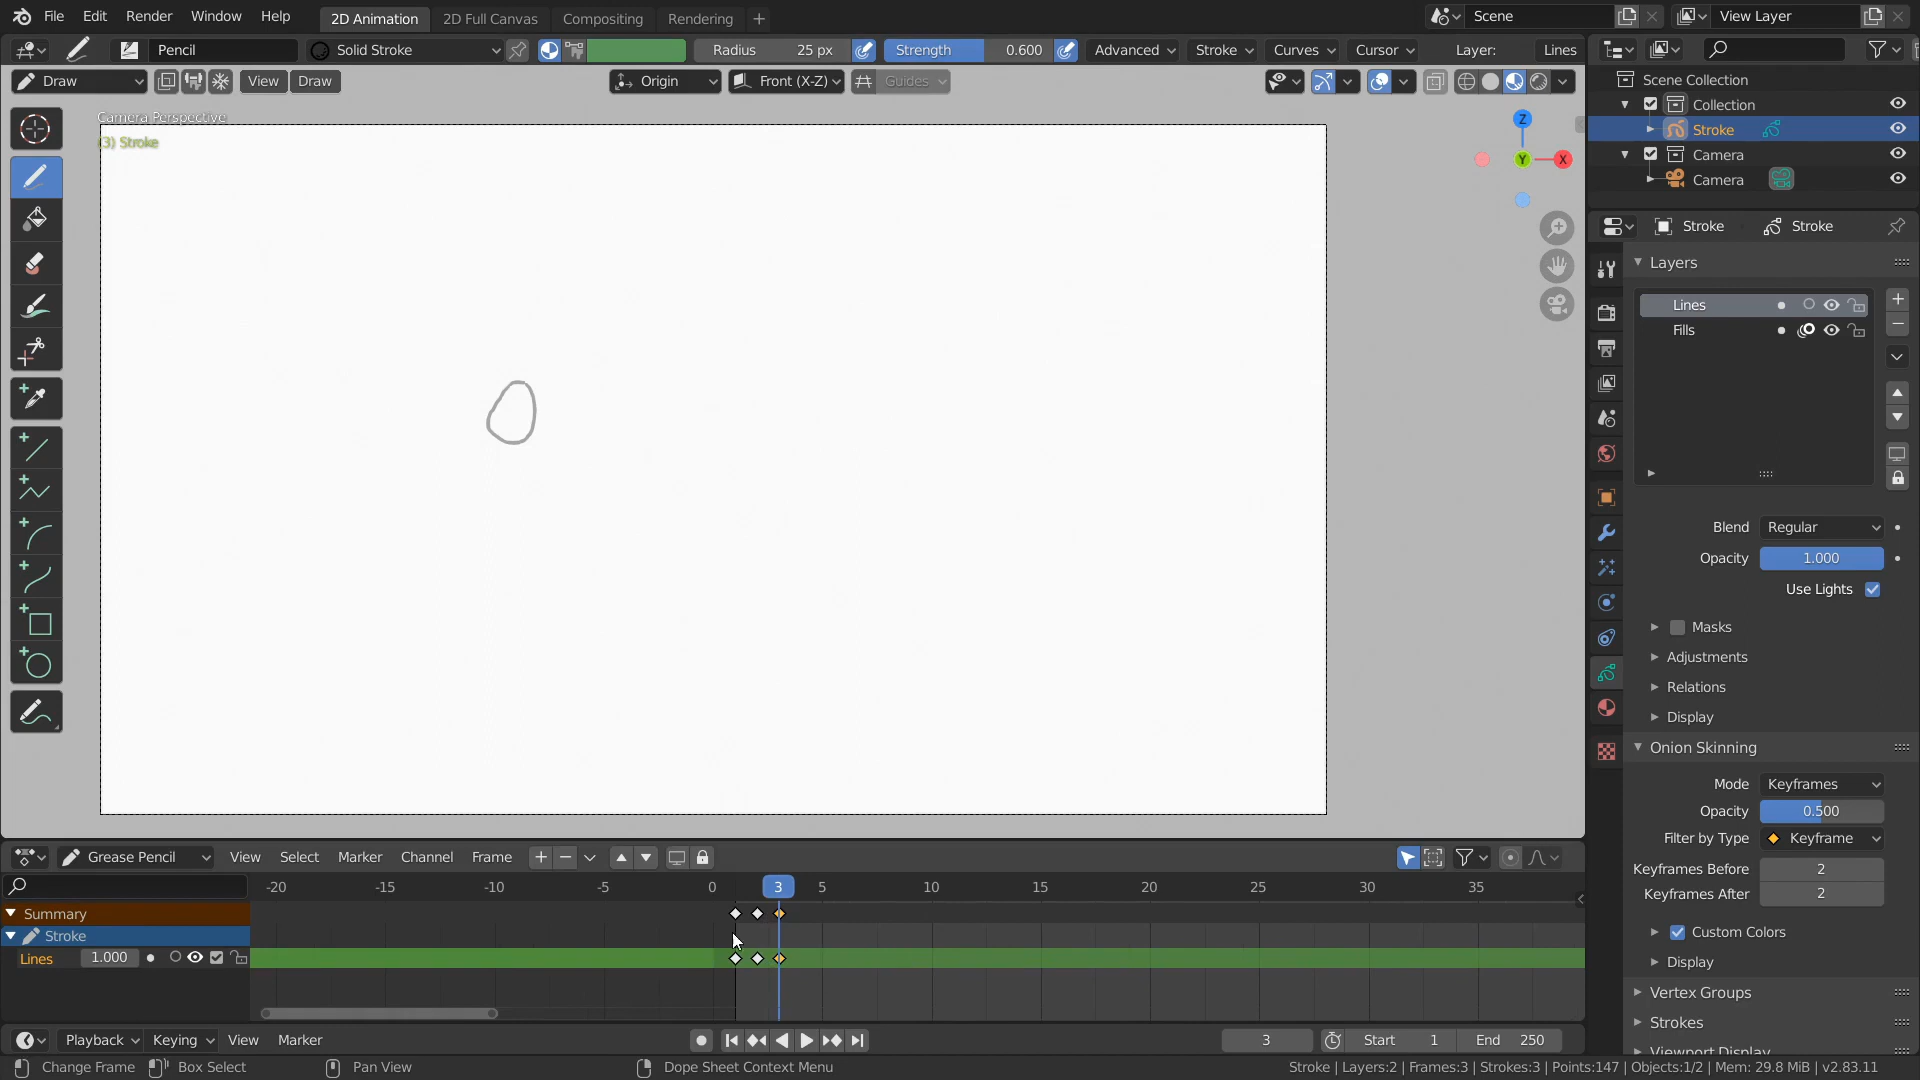 File Edit Render Window Help 2D Animation 2D Full Canvas Compositing Rendering + Scene View Layer
Pencil Solid Stroke Radius 25 px Strength 0.600 Advanced Stroke Curves Cursor Layer: Lines
Draw View Draw Origin Front (X-Z) Guides
Camera Perspective
(3) Stroke
Z
Y
X
Scene Collection
Collection
Stroke
Camera
Camera
Stroke Stroke
Layers
Lines
Fills
Blend Regular
Opacity 1.000
Use Lights
Masks
Adjustments
Relations
Display
Onion Skinning
Mode Keyframes
Opacity 0.500
Filter by Type Keyframe
Keyframes Before 2
Keyframes After 2
Custom Colors
Display
Vertex Groups
Strokes
Viewport Display
Grease Pencil View Select Marker Channel Frame
-20 -15 -10 -5 0 3 5 10 15 20 25 30 35
Summary
Stroke
Lines 1.000
Playback Keying View Marker 3 Start 1 End 250
Change Frame Box Select Pan View Dope Sheet Context Menu Stroke | Layers:2 | Frames:3 | Strokes:3 | Points:147 | Objects:1/2 | Mem: 29.8 MiB | v2.83.11